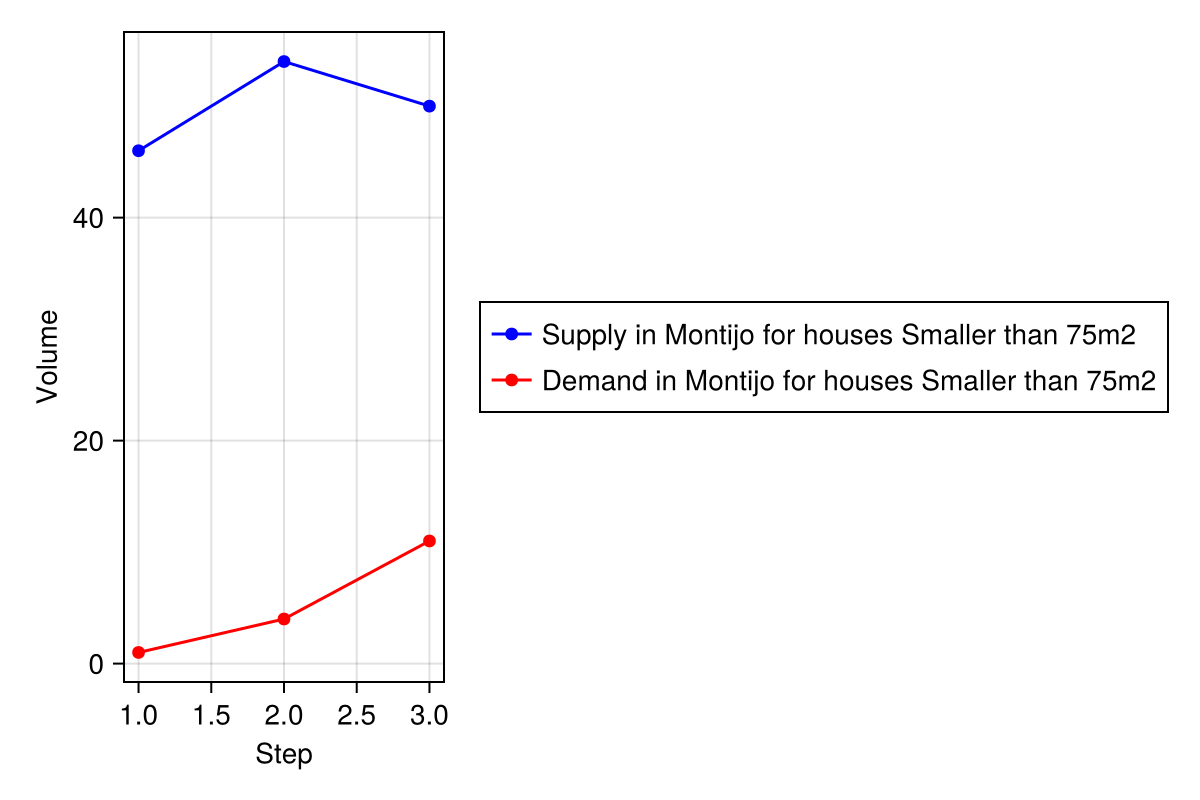 Volume
40
20
0
1.0 1.5 2.0 2.5 3.0
Step
Supply in Montijo for houses Smaller than 75m2
Demand in Montijo for houses Smaller than 75m2